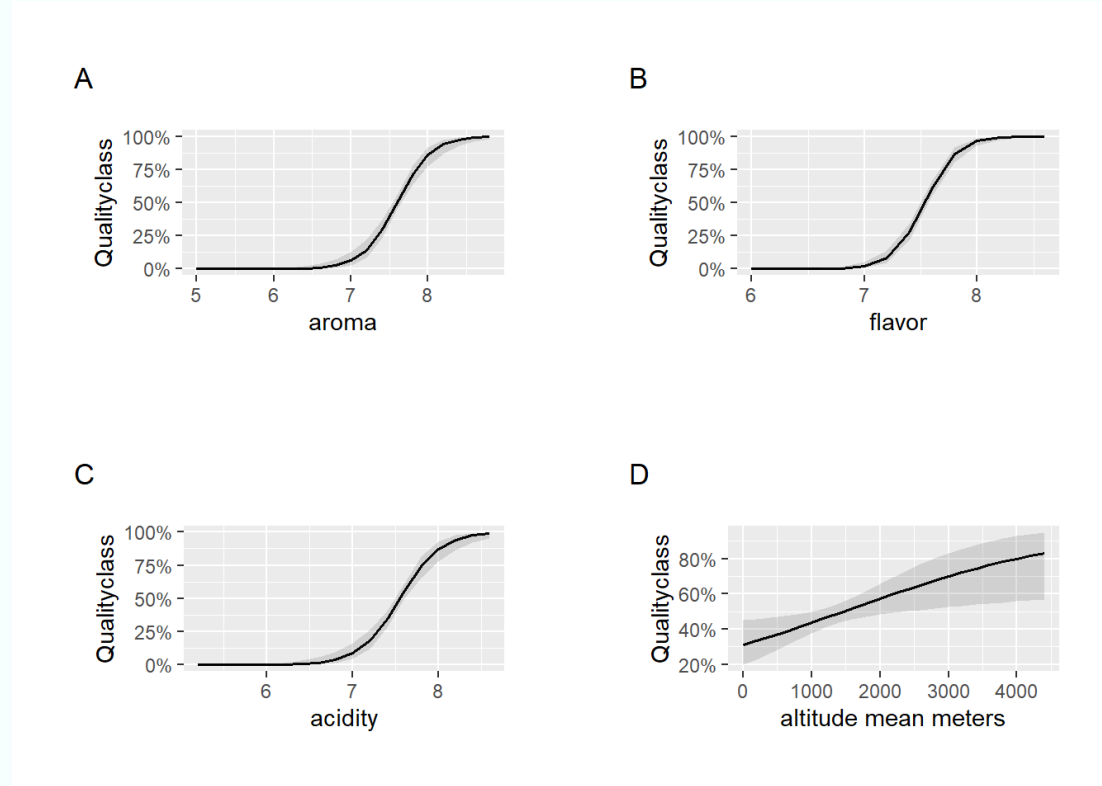 A
Qualityclass
100%
75%
50%
25%
0%
5 6 7 8
aroma
B
Qualityclass
100%
75%
50%
25%
0%
6 7 8
flavor
C
Qualityclass
100%
75%
50%
25%
0%
6 7 8
acidity
D
Qualityclass
80%
60%
40%
20%
0 1000 2000 3000 4000
altitude mean meters